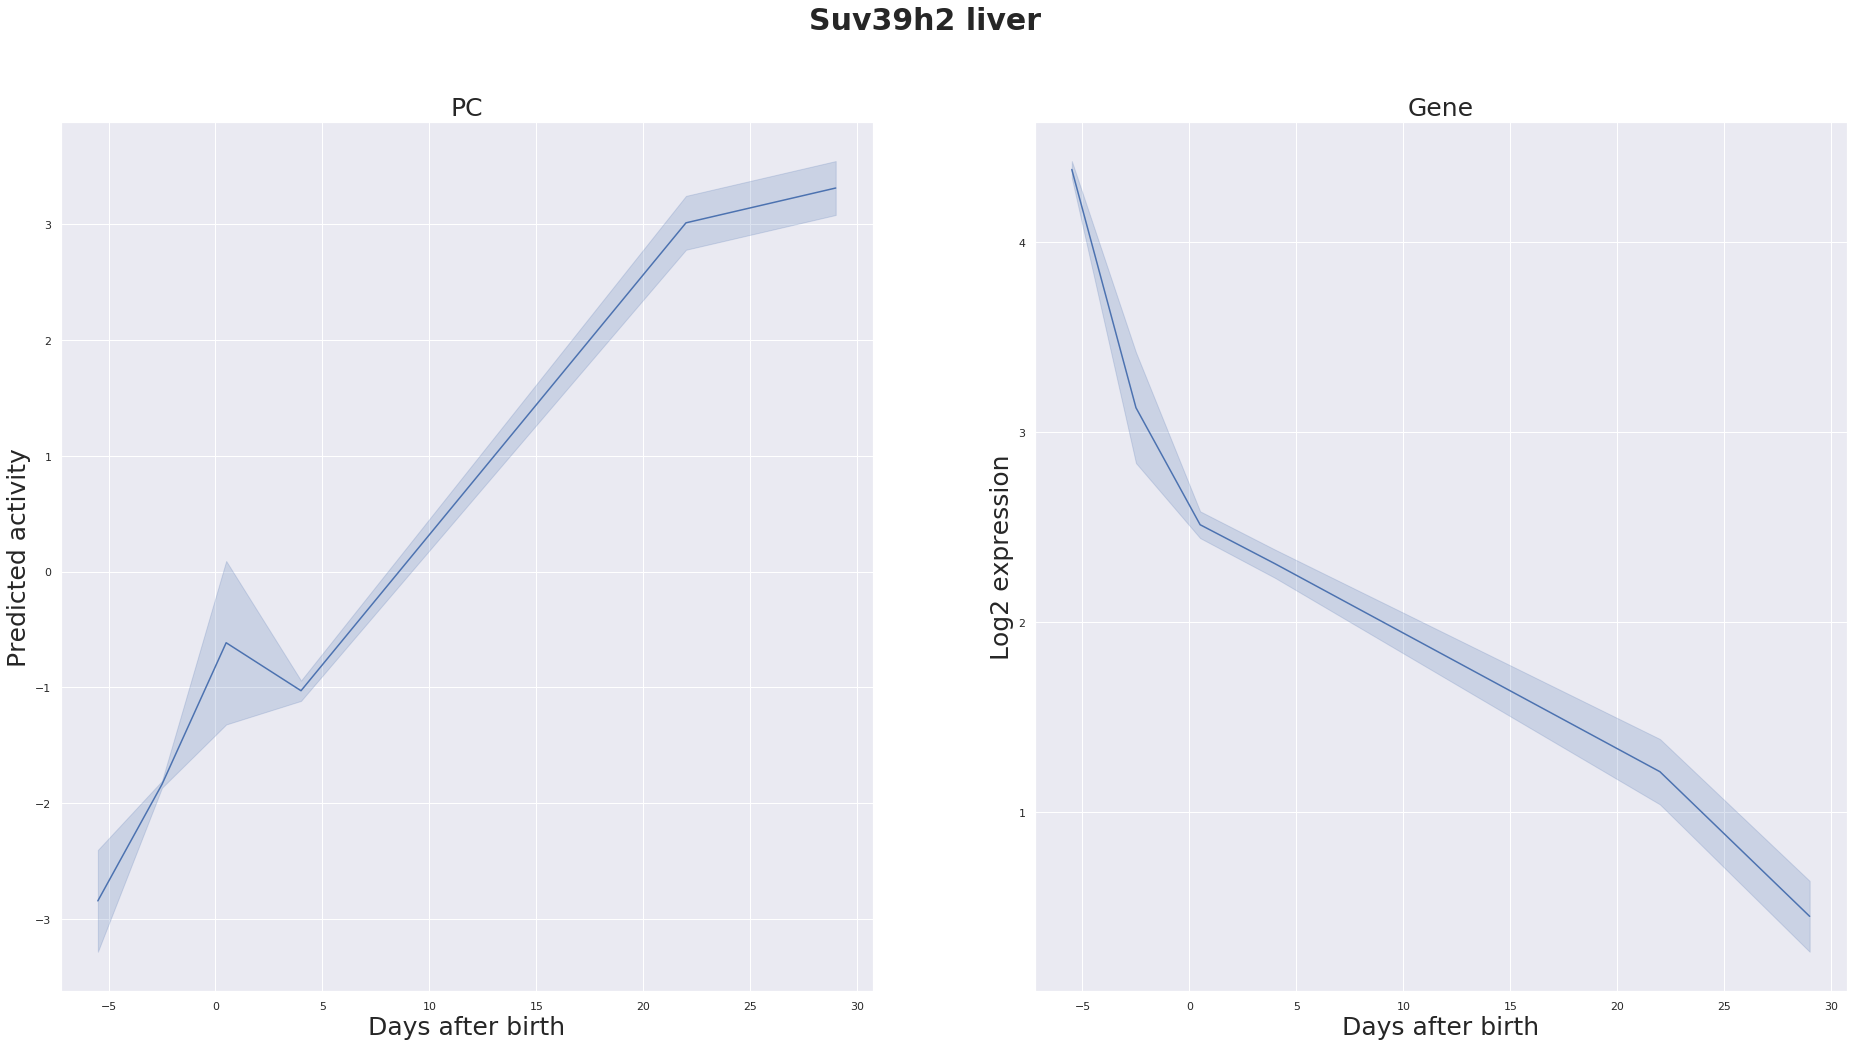 Suv39h2 liver
PC
Predicted activity
3
2
1
0
−1
−2
−3
−5 0 5 10 15 20 25 30
Days after birth
Gene
Log2 expression
4
3
2
1
−5 0 5 10 15 20 25 30
Days after birth